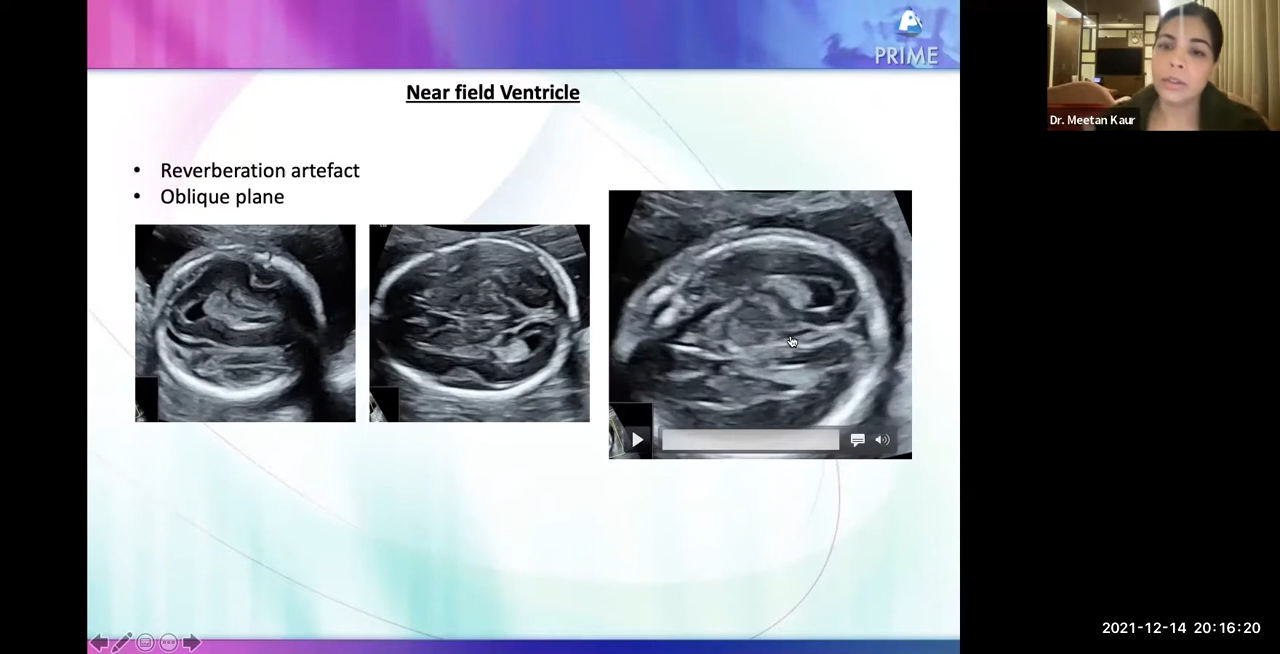 PRIME
Near field Ventricle
• Reverberation artefact
• Oblique plane
Dr. Meetan Kaur
2021-12-14 20:16:20